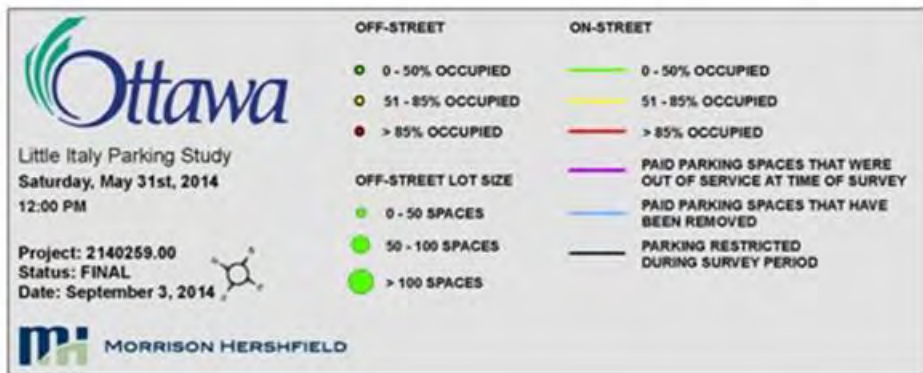 Ottawa
Little Italy Parking Study
Saturday, May 31st, 2014
12:00 PM
Project: 2140259.00
Status: FINAL
Date: September 3, 2014
MH MORRISON HERSHFIELD
OFF-STREET
0 - 50% OCCUPIED
51 - 85% OCCUPIED
> 85% OCCUPIED
OFF-STREET LOT SIZE
0 - 50 SPACES
50 - 100 SPACES
> 100 SPACES
ON-STREET
0 - 50% OCCUPIED
51 - 85% OCCUPIED
> 85% OCCUPIED
PAID PARKING SPACES THAT WERE
OUT OF SERVICE AT TIME OF SURVEY
PAID PARKING SPACES THAT HAVE
BEEN REMOVED
PARKING RESTRICTED
DURING SURVEY PERIOD